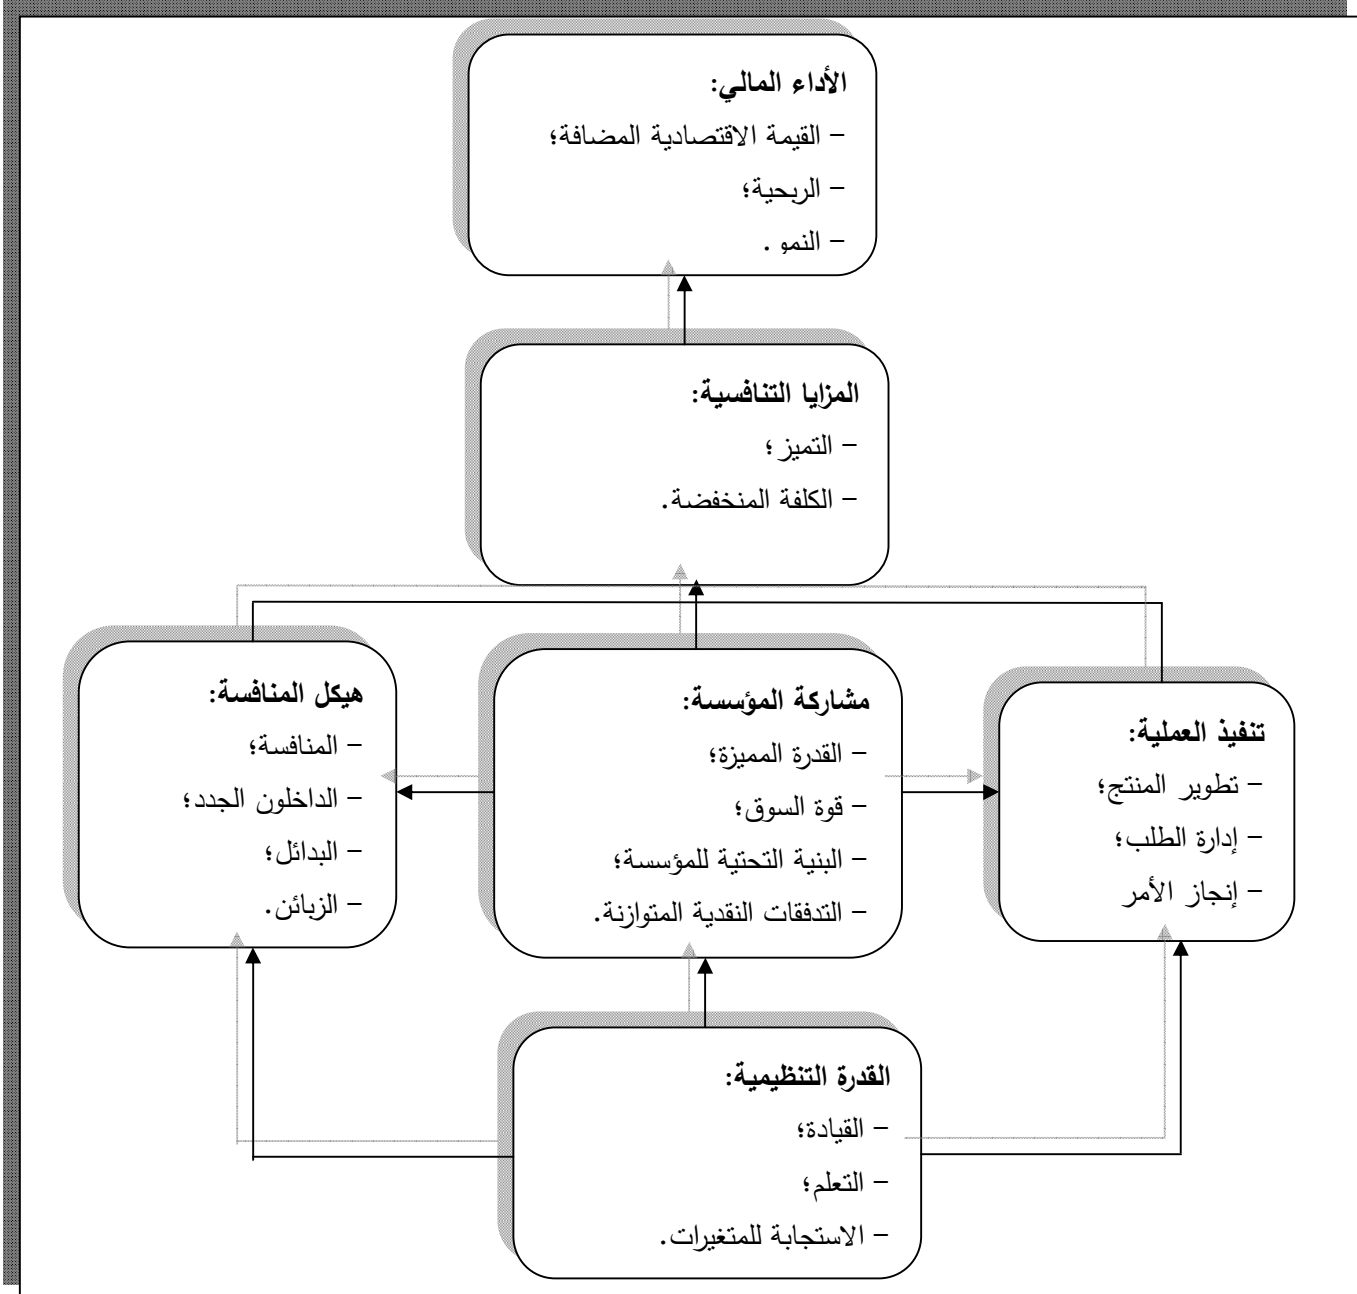 الأداء المالي:
– القيمة الاقتصادية المضافة؛
– الربحية؛
– النمو .
المزايا التنافسية:
– التميز؛
– الكلفة المنخفضة.
تنفيذ العملية:
– تطوير المنتج؛
– إدارة الطلب؛
– إنجاز الأمر
مشاركة المؤسسة:
– القدرة المميزة؛
– قوة السوق؛
– البنية التحتية للمؤسسة؛
– التدفقات النقدية المتوازنة.
هيكل المنافسة:
– المنافسة؛
– الداخلون الجدد؛
– البدائل؛
– الزبائن.
القدرة التنظيمية:
– القيادة؛
– التعلم؛
– الاستجابة للمتغيرات.